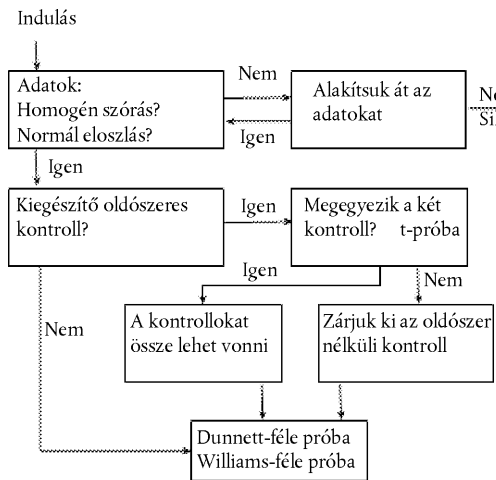 Indulás
Adatok:
Homogén szórás?
Normál eloszlás?
Nem
Igen
Alakítsuk át az
adatokat
Igen
Kiegészítő oldószeres
kontroll?
Igen
Megegyezik a két
kontroll? t-próba
Igen
Nem
Nem
A kontrollokat
össze lehet vonni
Zárjuk ki az oldószer
nélküli kontroll
Dunnett-féle próba
Williams-féle próba